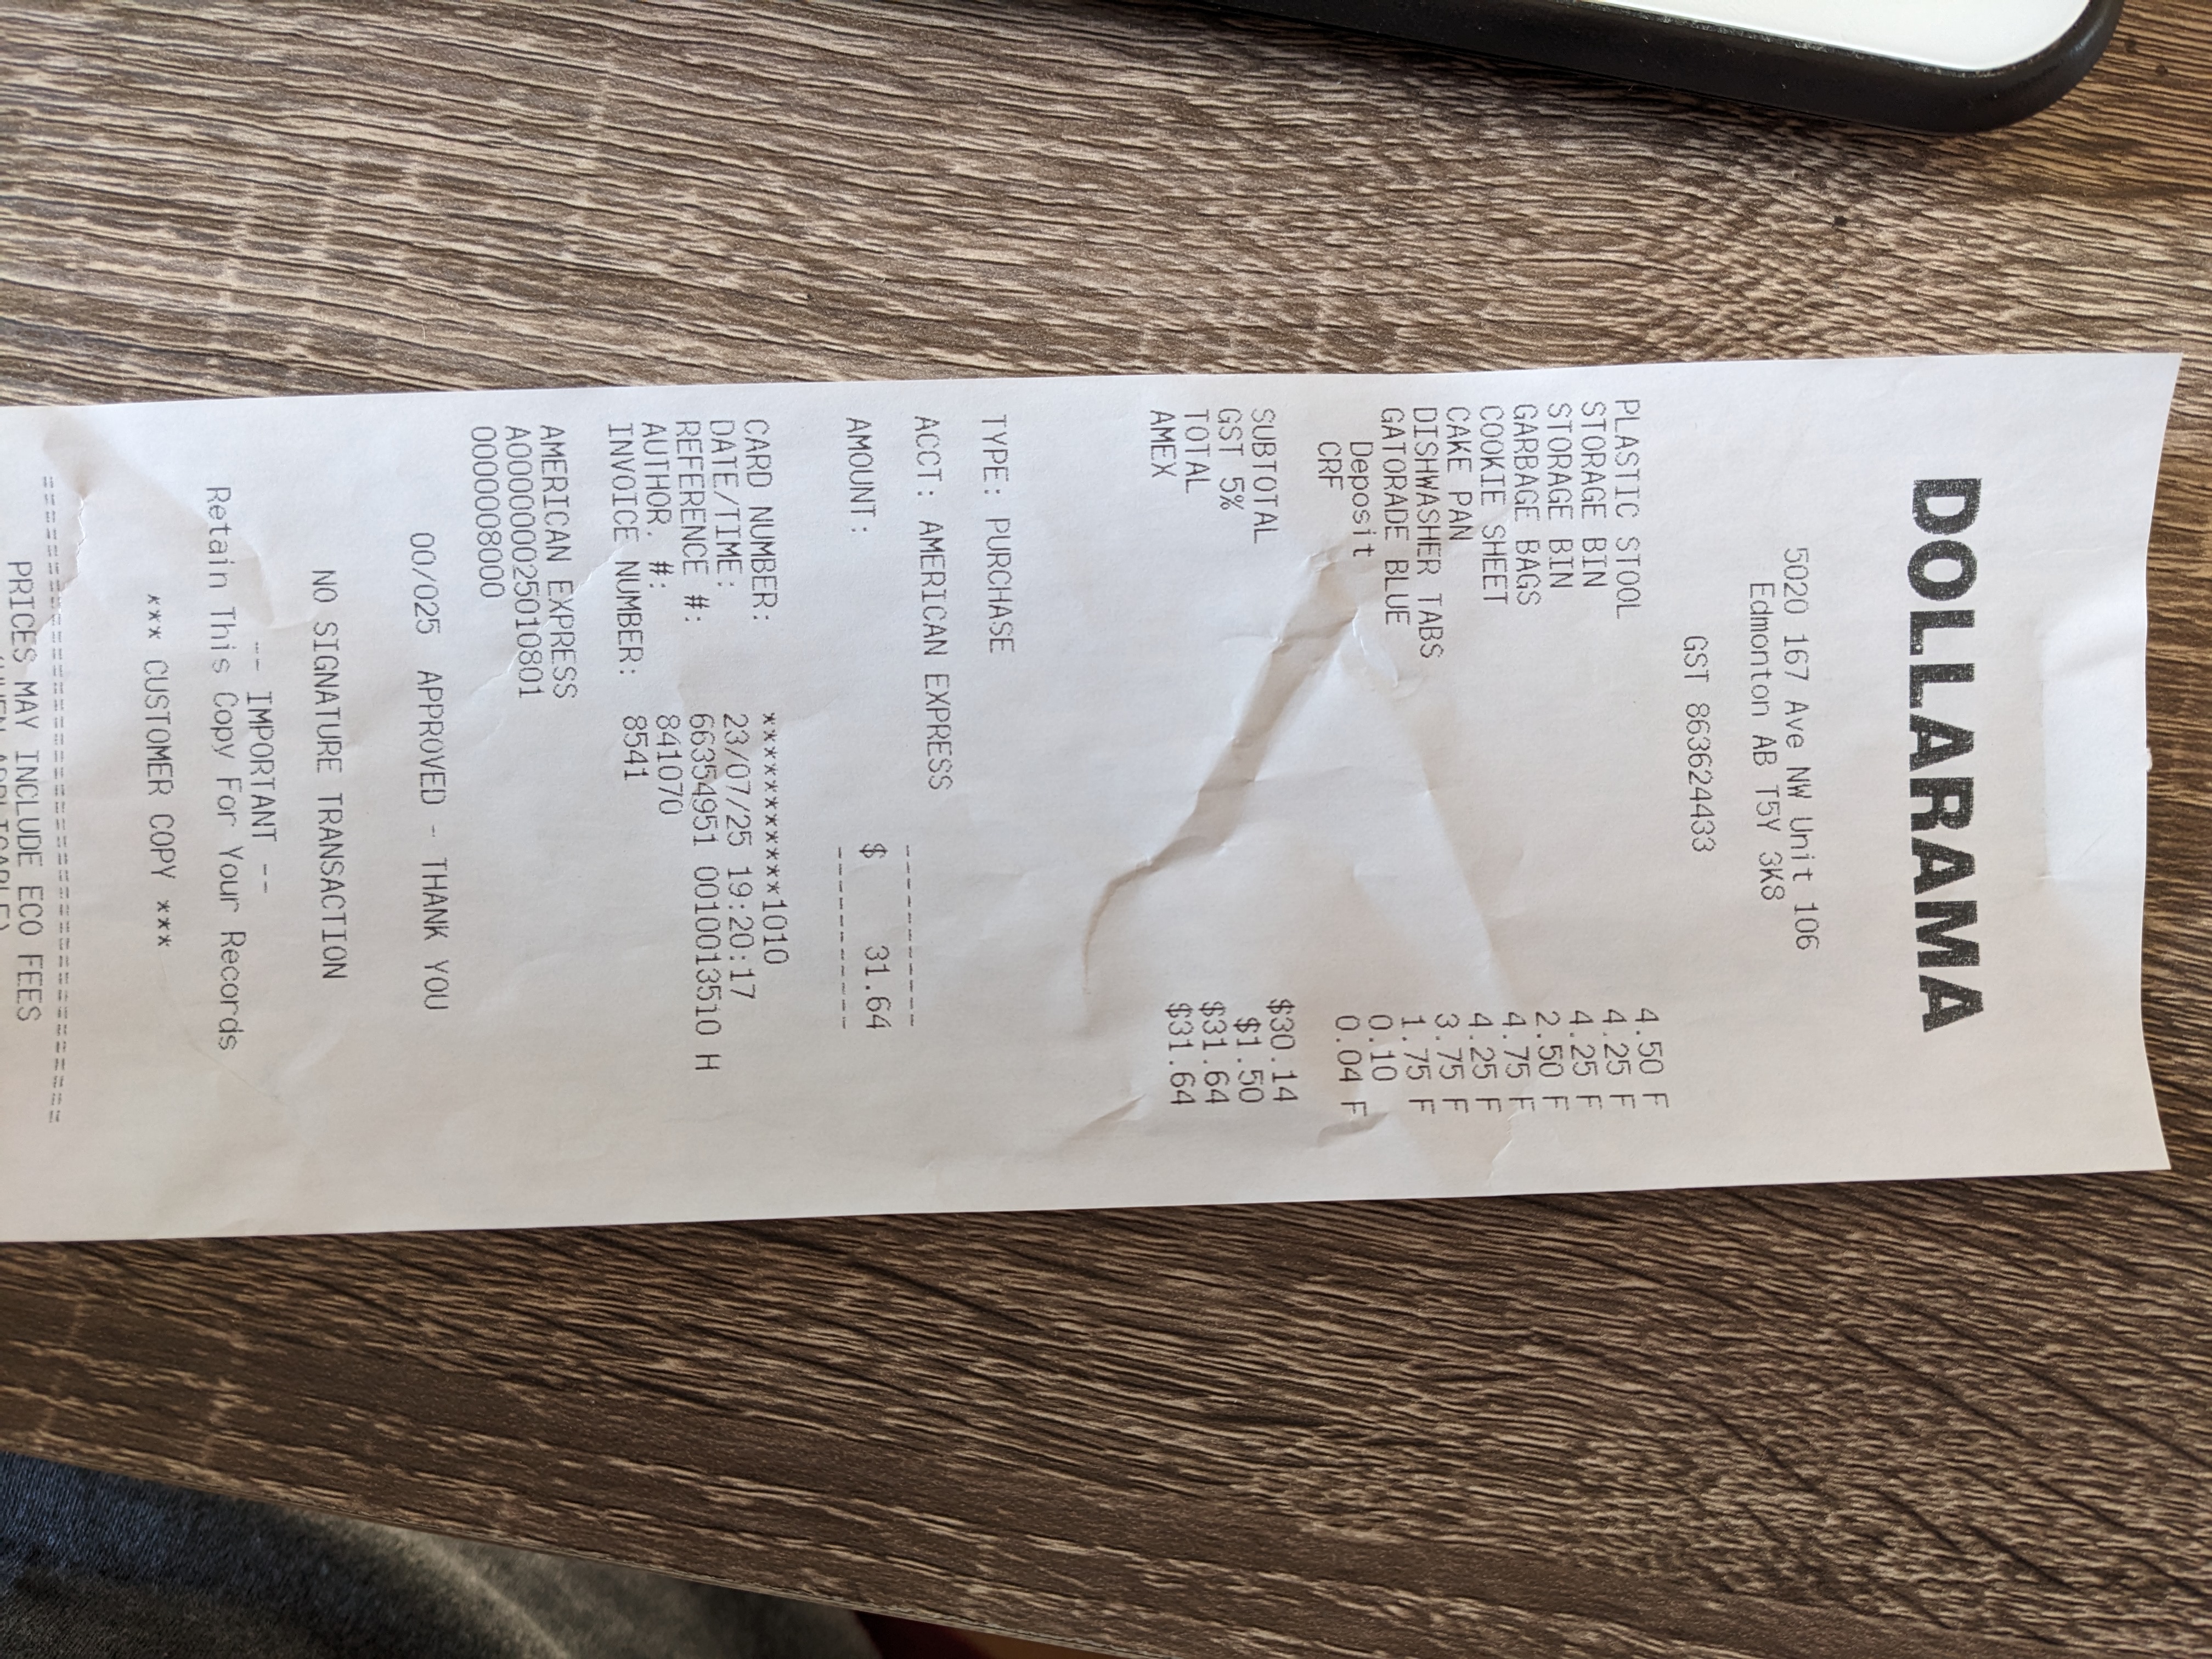 DOLLARAMA
5020 167 Ave NW Unit 106
Edmonton AB T5Y 3K8
GST 863624433
PLASTIC STOOL 4.50 F
STORAGE BIN 4.25 F
STORAGE BIN 4.25 F
GARBAGE BAGS 2.50 F
COOKIE SHEET 4.75 F
CAKE PAN 4.25 F
DISHWASHER TABS 3.75 F
GATORADE BLUE 1.75 F
Deposit 0.10
CRF 0.04 F
SUBTOTAL $30.14
GST 5% $1.50
TOTAL $31.64
AMEX $31.64
TYPE: PURCHASE
ACCT: AMERICAN EXPRESS
AMOUNT: $ 31.64
CARD NUMBER: ***********1010
DATE/TIME: 23/07/25 19:20:17
REFERENCE #: 66354951 0010013510 H
AUTHOR. #: 841070
INVOICE NUMBER: 8541
AMERICAN EXPRESS
A000000025010801
0000008000
00/025 APPROVED - THANK YOU
NO SIGNATURE TRANSACTION
-- IMPORTANT --
Retain This Copy For Your Records
*** CUSTOMER COPY ***
PRICES MAY INCLUDE ECO FEES
(WHEN APPLICABLE)